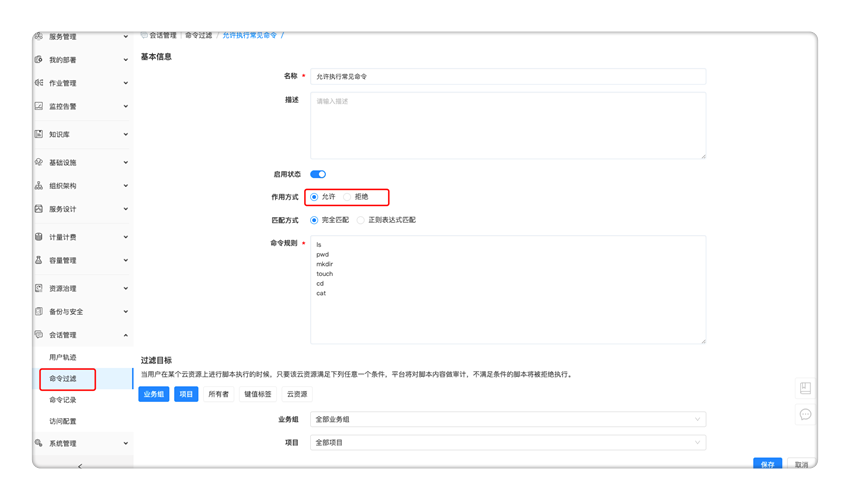 服务管理
我的部署
作业管理
监控告警
知识库
基础设施
组织架构
服务设计
计量计费
容量管理
资源治理
备份与安全
会话管理
用户轨迹
命令过滤
命令记录
访问配置
系统管理
会话管理 命令过滤 / 允许执行常见命令 /
基本信息
名称 * 允许执行常见命令
描述 请输入描述
启用状态
作用方式 允许 拒绝
匹配方式 完全匹配 正则表达式匹配
命令规则 * ls
pwd
mkdir
touch
cd
cat
过滤目标
当用户在某个云资源上进行脚本执行的时候，只要该云资源满足下列任意一个条件，平台将对脚本内容做审计，不满足条件的脚本将被拒绝执行。
业务组 项目 所有者 键值标签 云资源
业务组 全部业务组
项目 全部项目
保存 取消